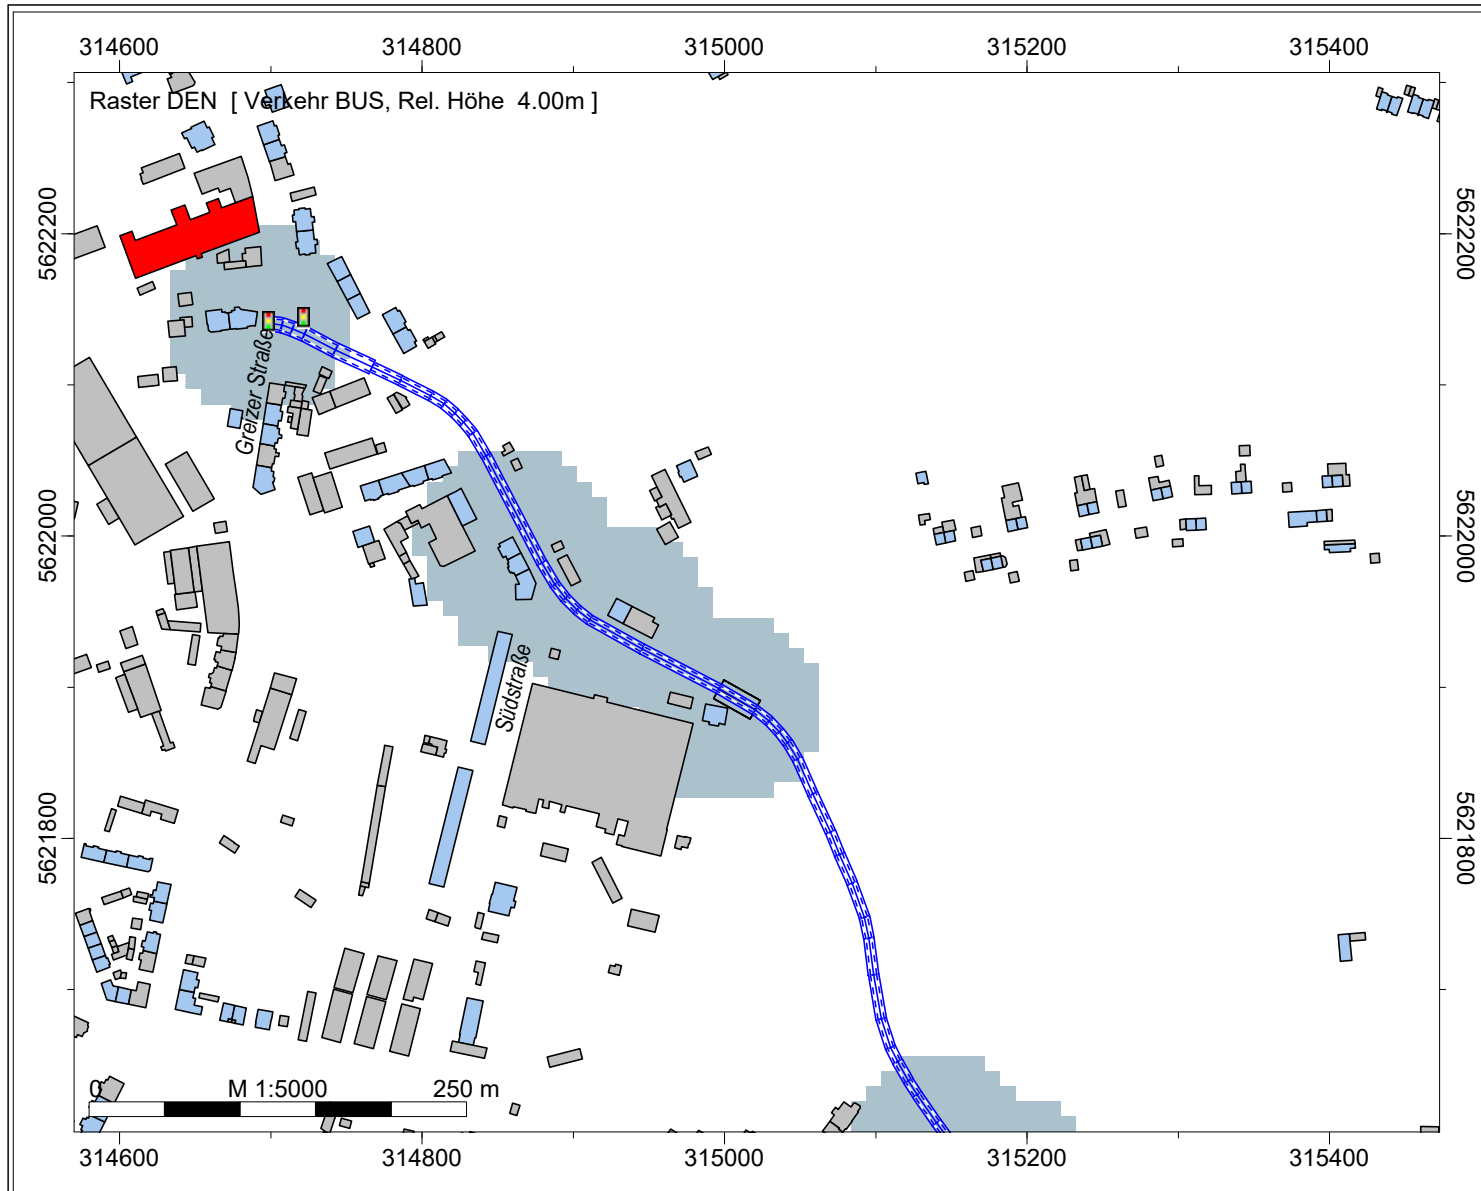 314600 314800 315000 315200 315400
Raster DEN [ Verkehr BUS, Rel. Höhe 4.00m ]
5622200 5622200
Greizer Straße
5622000 5622000
Südstraße
5621800 5621800
0 M 1:5000 250 m
314600 314800 315000 315200 315400